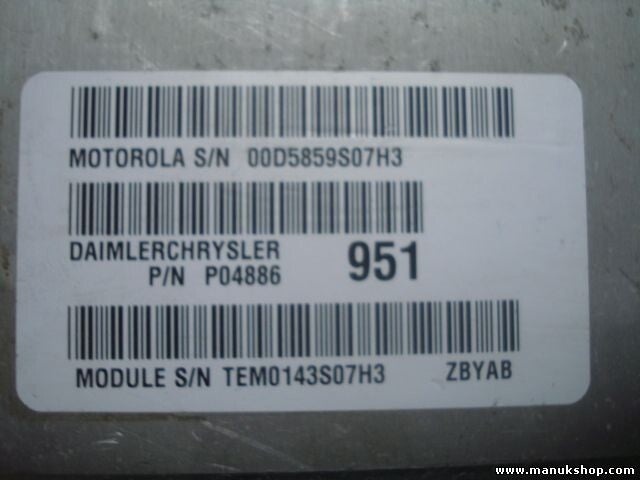 MOTOROLA S/N 00D5859S07H3
DAIMLERCHRYSLER
P/N P04886 951
MODULE S/N TEM0143S07H3 ZBYAB
www.manukshop.com